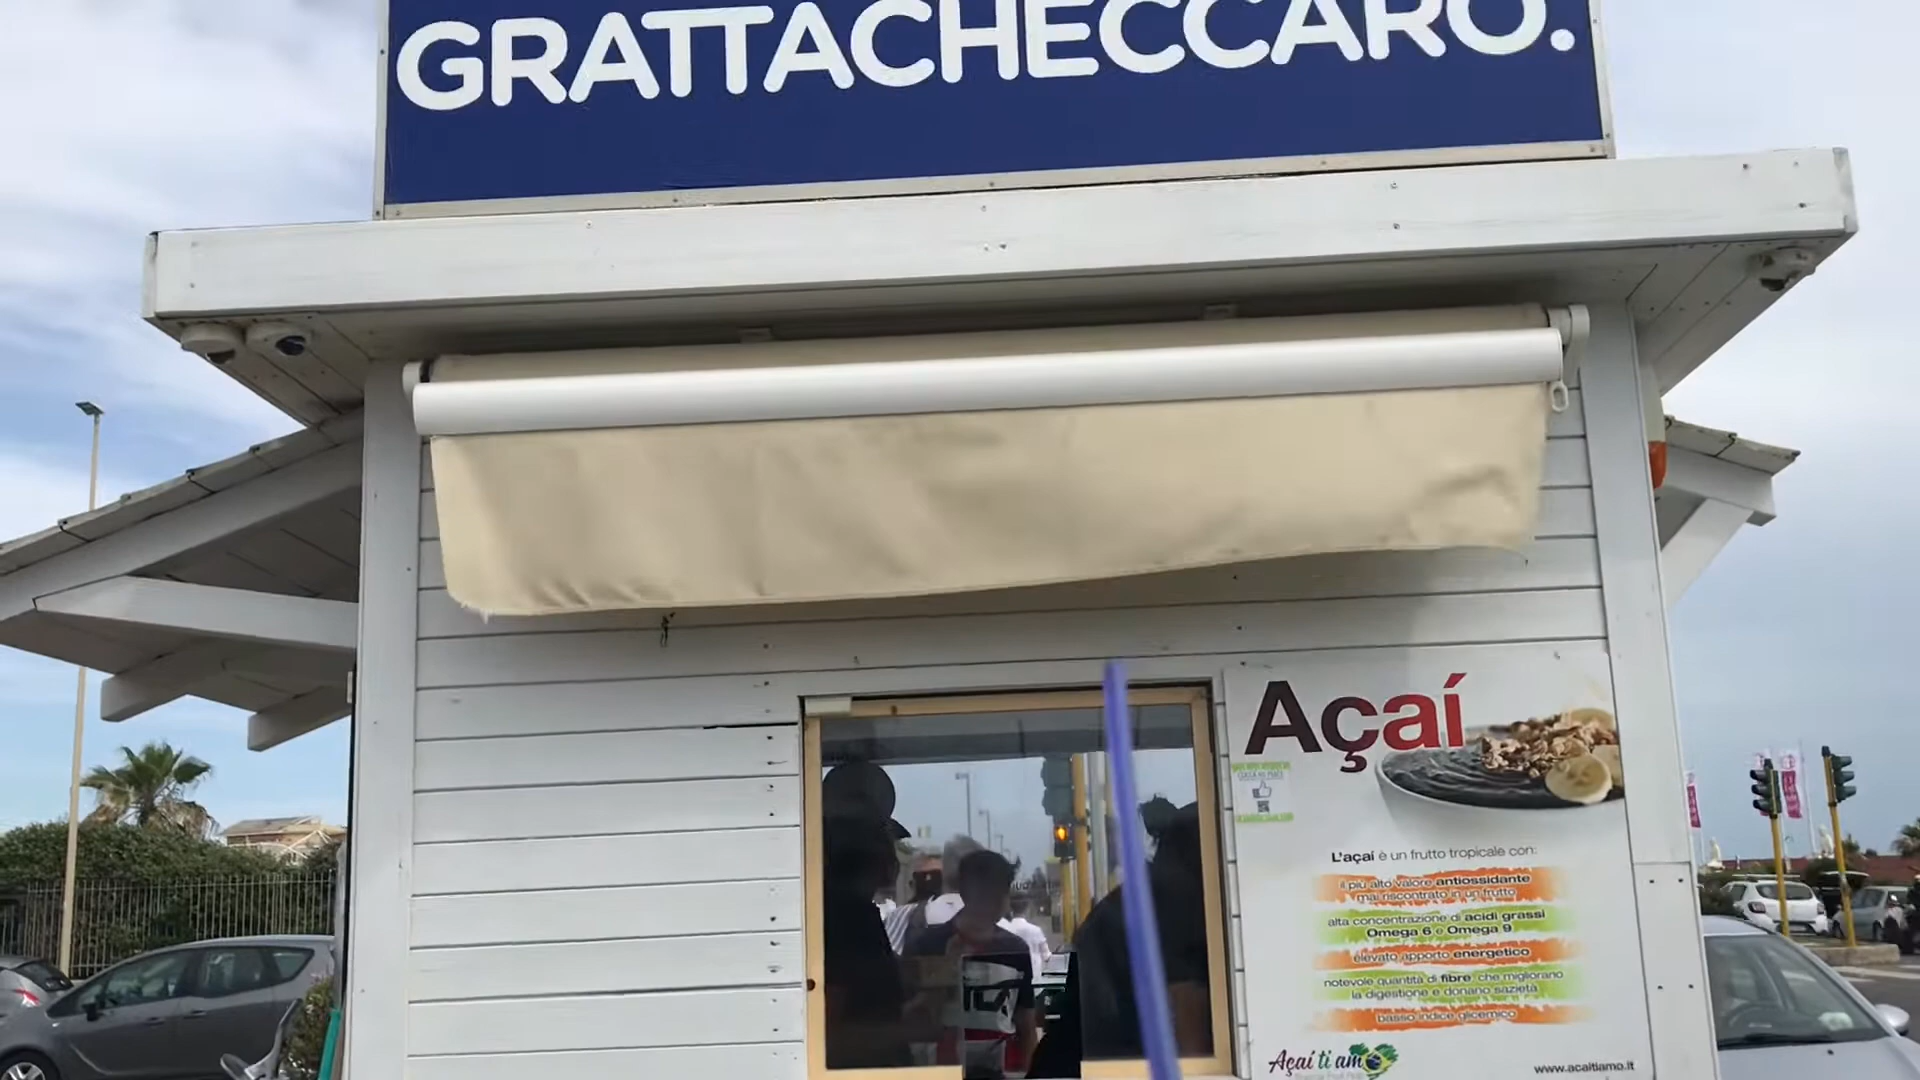 GRATTACHECCARO.
Açaí
L'açaí è un frutto tropicale con:
il più alto valore antiossidante
mai riscontrato in un frutto
alta concentrazione di acidi grassi
Omega 6 e Omega 9
elevato apporto energetico
notevole quantità di fibre che migliorano
la digestione e donano sazietà
basso indice glicemico
Açaí ti amo
www.acaitiamo.it